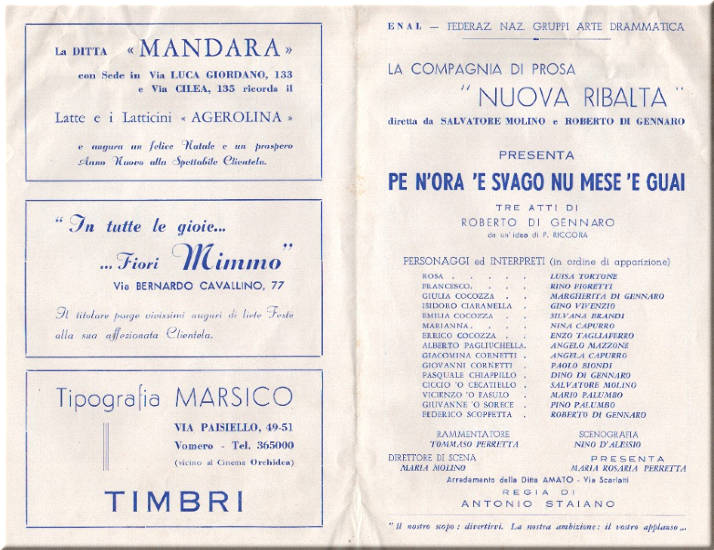 La DITTA « MANDARA »
con Sede in Via LUCA GIORDANO, 133
e Via CILEA, 135 ricorda il
Latte e i Latticini « AGEROLINA »
e augura un felice Natale e un prospero
Anno Nuovo alla Spettabile Clientela.
" In tutte le gioie...
... Fiori Mimmo "
Via BERNARDO CAVALLINO, 77
Il titolare porge vivissimi auguri di liete Feste
alla sua affezionata Clientela.
Tipografia MARSICO
VIA PAISIELLO, 49-51
Vomero - Tel. 365000
(vicino al Cinema Orchidea)
TIMBRI
ENAL — FEDERAZ. NAZ. GRUPPI ARTE DRAMMATICA
LA COMPAGNIA DI PROSA
" NUOVA RIBALTA "
diretta da SALVATORE MOLINO e ROBERTO DI GENNARO
PRESENTA
PE N'ORA 'E SVAGO NU MESE 'E GUAI
TRE ATTI DI
ROBERTO DI GENNARO
da un'idea di P. RICCORA
PERSONAGGI ed INTERPRETI (in ordine di apparizione)
ROSA . . . . . LUISA TORTONE
FRANCESCO. . . . RINO FIORETTI
GIULIA COCOZZA . . MARGHERITA DI GENNARO
ISIDORO CIARAMELLA . GINO VIVENZIO
EMILIA COCOZZA . . SILVANA BRANDI
MARIANNA. . . . NINA CAPURRO
ERRICO COCOZZA . . ENZO TAGLIAFERRO
ALBERTO PAGLIUCHELLA. ANGELO MAZZONE
GIACOMINA CORNETTI . ANGELA CAPURRO
GIOVANNI CORNETTI . PAOLO BIONDI
PASQUALE CHIAPPILLO . DINO DI GENNARO
CICCIO 'O CECATIELLO . SALVATORE MOLINO
VICIENZO 'O FASULO . MARIO PALUMBO
GIUVANNE 'O SORECE . PINO PALUMBO
FEDERICO SCOPPETTA . ROBERTO DI GENNARO
RAMMENTATORE SCENOGRAFIA
TOMMASO PERRETTA NINO D'ALESSIO
DIRETTORE DI SCENA PRESENTA
MARIA MOLINO MARIA ROSARIA PERRETTA
Arredamento della Ditta AMATO - Via Scarlatti
REGIA DI
ANTONIO STAIANO
" Il nostro scopo : divertirvi. La nostra ambizione : il vostro applauso...